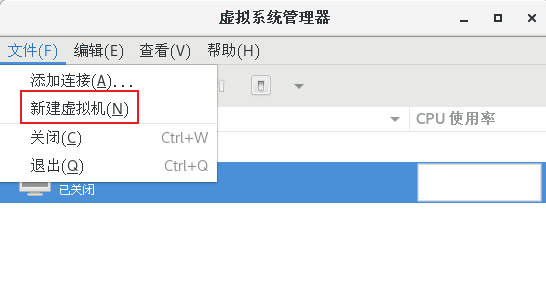 虚拟系统管理器
文件(F) 编辑(E) 查看(V) 帮助(H)
添加连接(A)...
新建虚拟机(N)
CPU 使用率
关闭(C) Ctrl+W
退出(Q) Ctrl+Q
已关闭